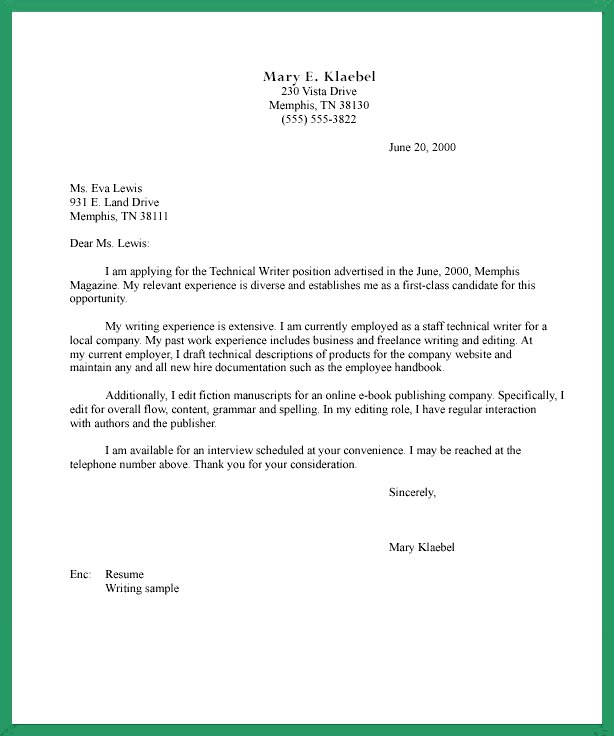 Mary E. Klaebel
230 Vista Drive
Memphis, TN 38130
(555) 555-3822
June 20, 2000
Ms. Eva Lewis
931 E. Land Drive
Memphis, TN 38111
Dear Ms. Lewis:
I am applying for the Technical Writer position advertised in the June, 2000, Memphis
Magazine. My relevant experience is diverse and establishes me as a first-class candidate for this
opportunity.
My writing experience is extensive. I am currently employed as a staff technical writer for a
local company. My past work experience includes business and freelance writing and editing. At
my current employer, I draft technical descriptions of products for the company website and
maintain any and all new hire documentation such as the employee handbook.
Additionally, I edit fiction manuscripts for an online e-book publishing company. Specifically, I
edit for overall flow, content, grammar and spelling. In my editing role, I have regular interaction
with authors and the publisher.
I am available for an interview scheduled at your convenience. I may be reached at the
telephone number above. Thank you for your consideration.
Sincerely,
Mary Klaebel
Enc: Resume
Writing sample